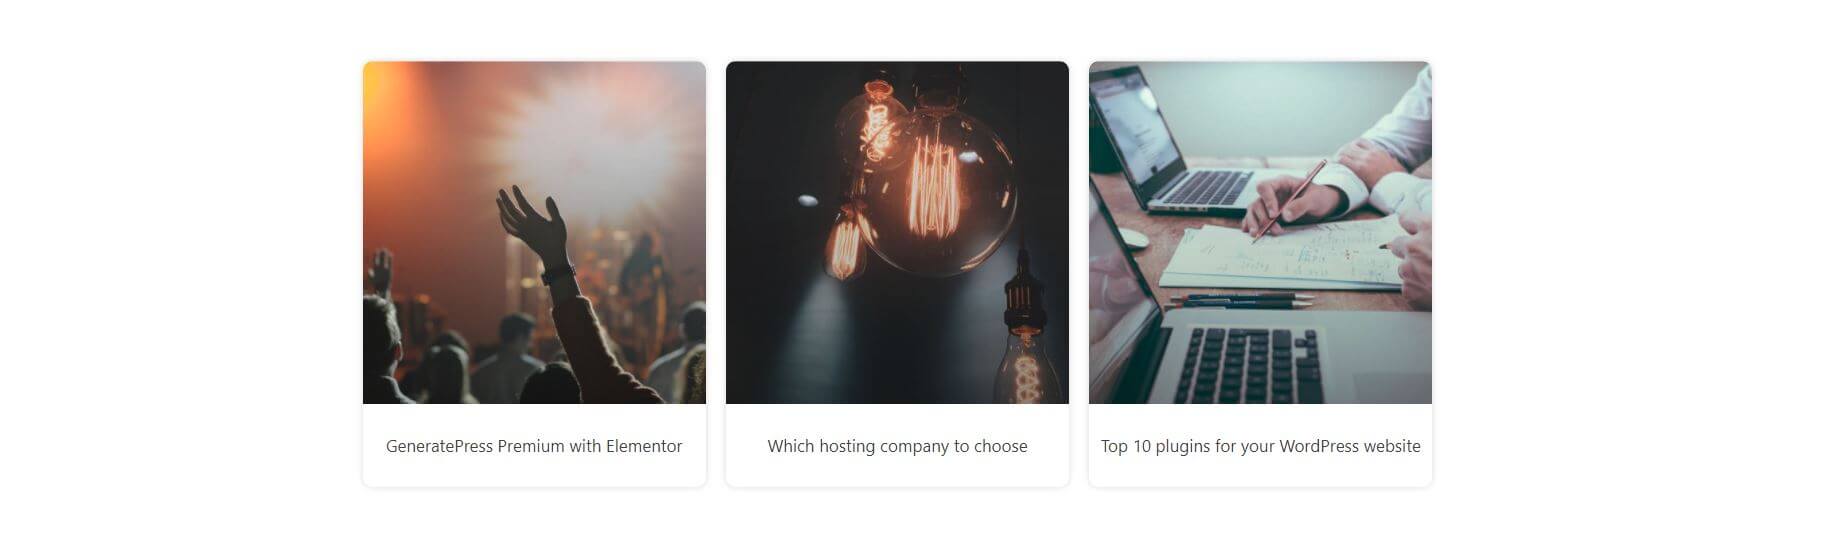 GeneratePress Premium with Elementor
Which hosting company to choose
Top 10 plugins for your WordPress website